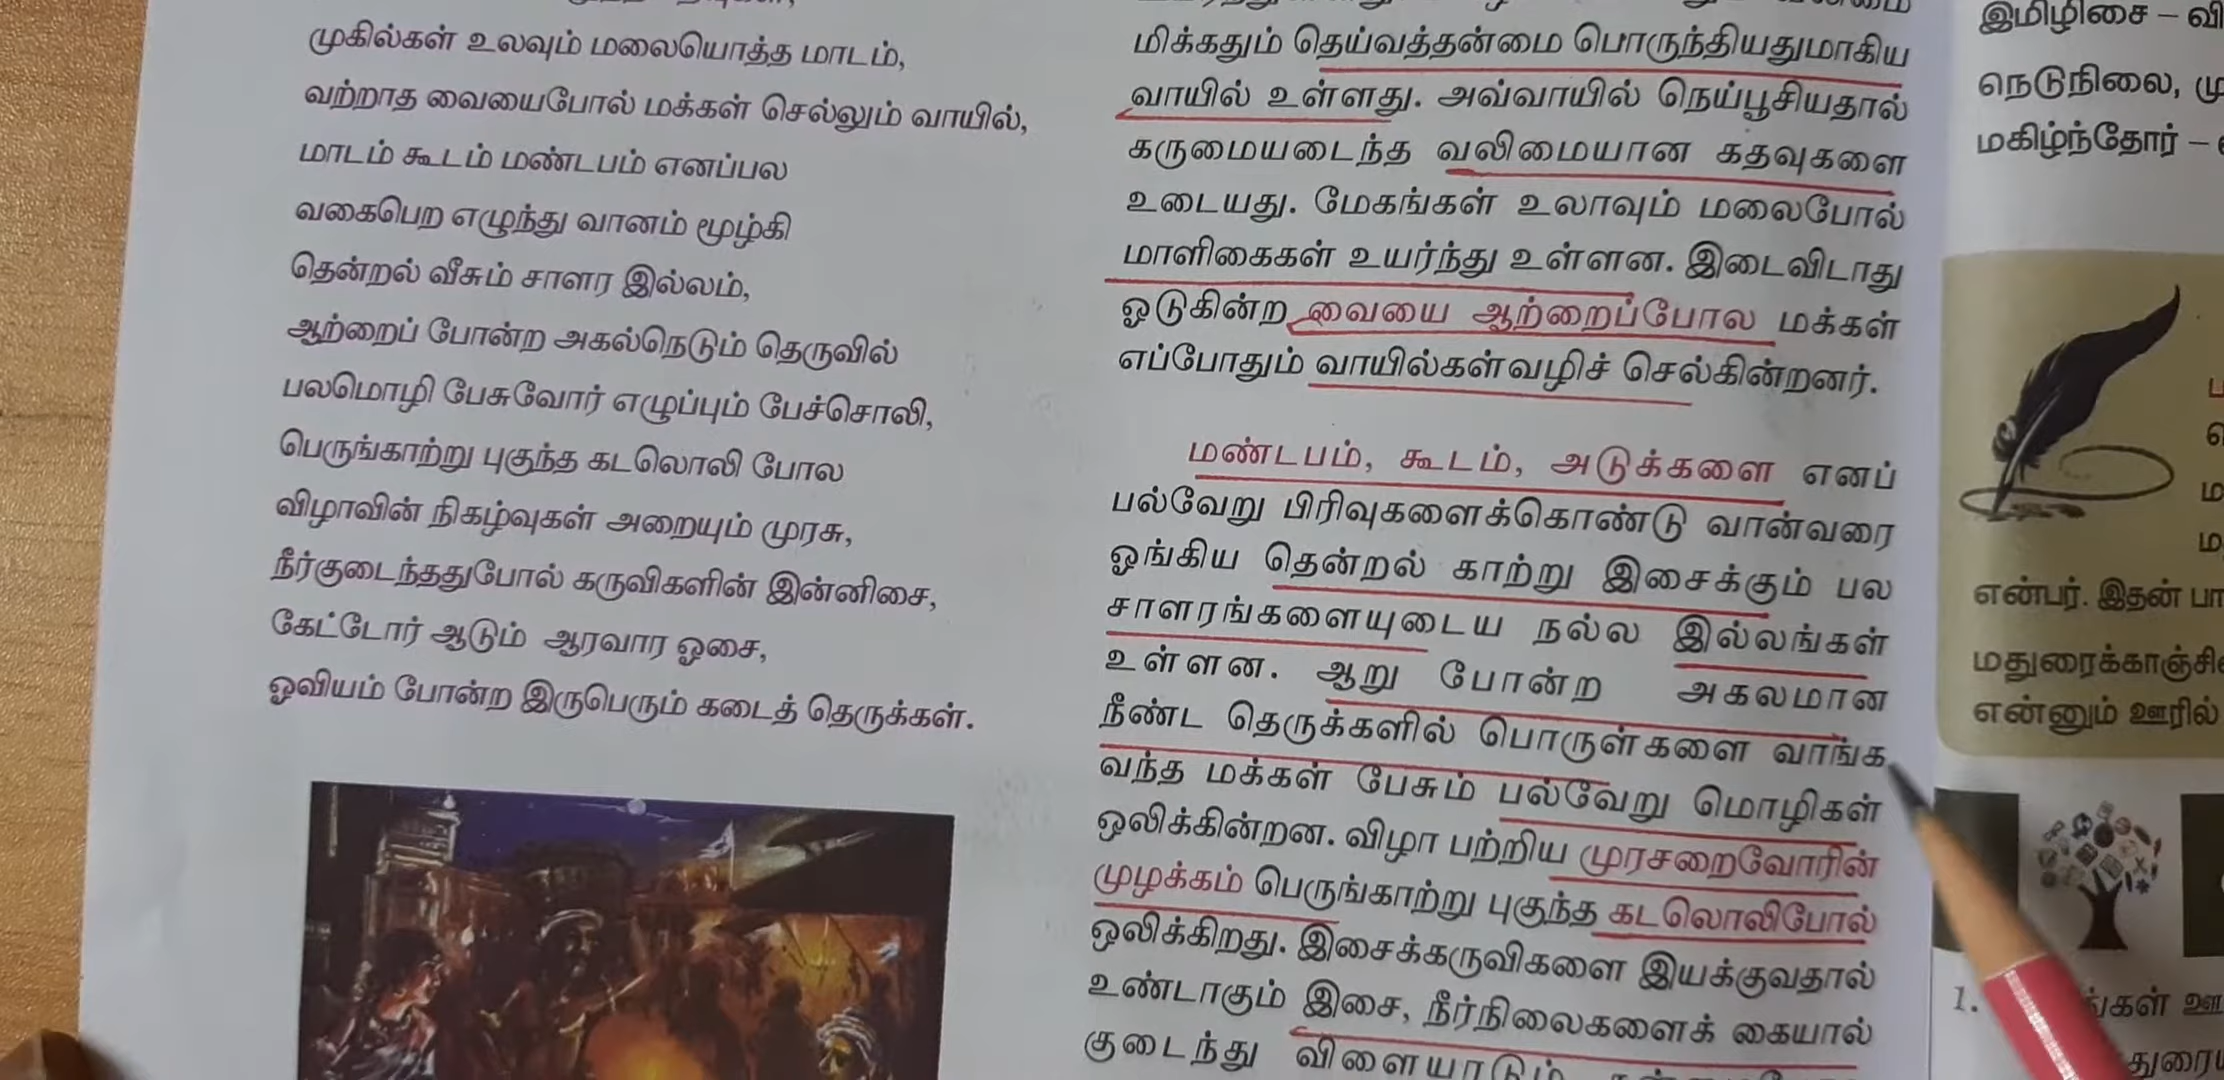 முகில்கள் உலவும் மலையொத்த மாடம்,
வற்றாத வையைபோல் மக்கள் செல்லும் வாயில்,
மாடம் கூடம் மண்டபம் எனப்பல
வகைபெற எழுந்து வானம் மூழ்கி
தென்றல் வீசும் சாளர இல்லம்,
ஆற்றைப் போன்ற அகல்நெடும் தெருவில்
பலமொழி பேசுவோர் எழுப்பும் பேச்சொலி,
பெருங்காற்று புகுந்த கடலொலி போல
விழாவின் நிகழ்வுகள் அறையும் முரசு,
நீர்குடைந்ததுபோல் கருவிகளின் இன்னிசை,
கேட்டோர் ஆடும் ஆரவார ஓசை,
ஓவியம் போன்ற இருபெரும் கடைத் தெருக்கள்.
மிக்கதும் தெய்வத்தன்மை பொருந்தியதுமாகிய
வாயில் உள்ளது. அவ்வாயில் நெய்பூசியதால்
கருமையடைந்த வலிமையான கதவுகளை
உடையது. மேகங்கள் உலாவும் மலைபோல்
மாளிகைகள் உயர்ந்து உள்ளன. இடைவிடாது
ஓடுகின்ற வையை ஆற்றைப்போல மக்கள்
எப்போதும் வாயில்கள்வழிச் செல்கின்றனர்.
மண்டபம், கூடம், அடுக்களை எனப்
பல்வேறு பிரிவுகளைக்கொண்டு வான்வரை
ஓங்கிய தென்றல் காற்று இசைக்கும் பல
சாளரங்களையுடைய நல்ல இல்லங்கள்
உள்ளன. ஆறு போன்ற அகலமான
நீண்ட தெருக்களில் பொருள்களை வாங்க
வந்த மக்கள் பேசும் பல்வேறு மொழிகள்
ஒலிக்கின்றன. விழா பற்றிய முரசறைவோரின்
முழக்கம் பெருங்காற்று புகுந்த கடலொலிபோல்
ஒலிக்கிறது. இசைக்கருவிகளை இயக்குவதால்
உண்டாகும் இசை, நீர்நிலைகளைக் கையால்
குடைந்து விளையாடும்
இமிழிசை –
நெடுநிலை,
மகிழ்ந்தோர் –
என்பர். இதன்
என்னும் ஊரில்
1.